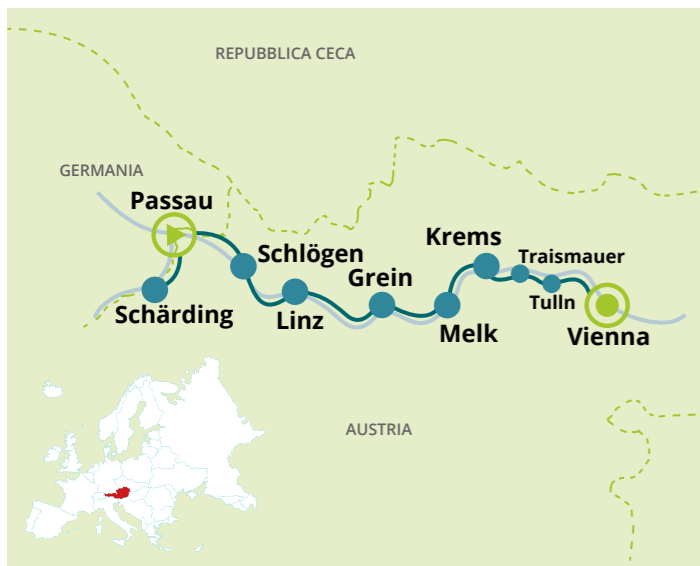 REPUBBLICA CECA
GERMANIA
Passau
Schlögen
Krems
Traismauer
Grein
Tulln
Schärding
Linz
Melk
Vienna
AUSTRIA